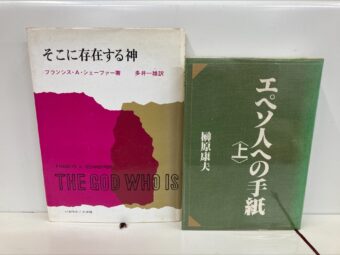 そこに存在する神
フランシス・A・シェーファー著　多井一雄訳
THE GOD WHO IS
エペソ人への手紙
〈上〉
榊原康夫